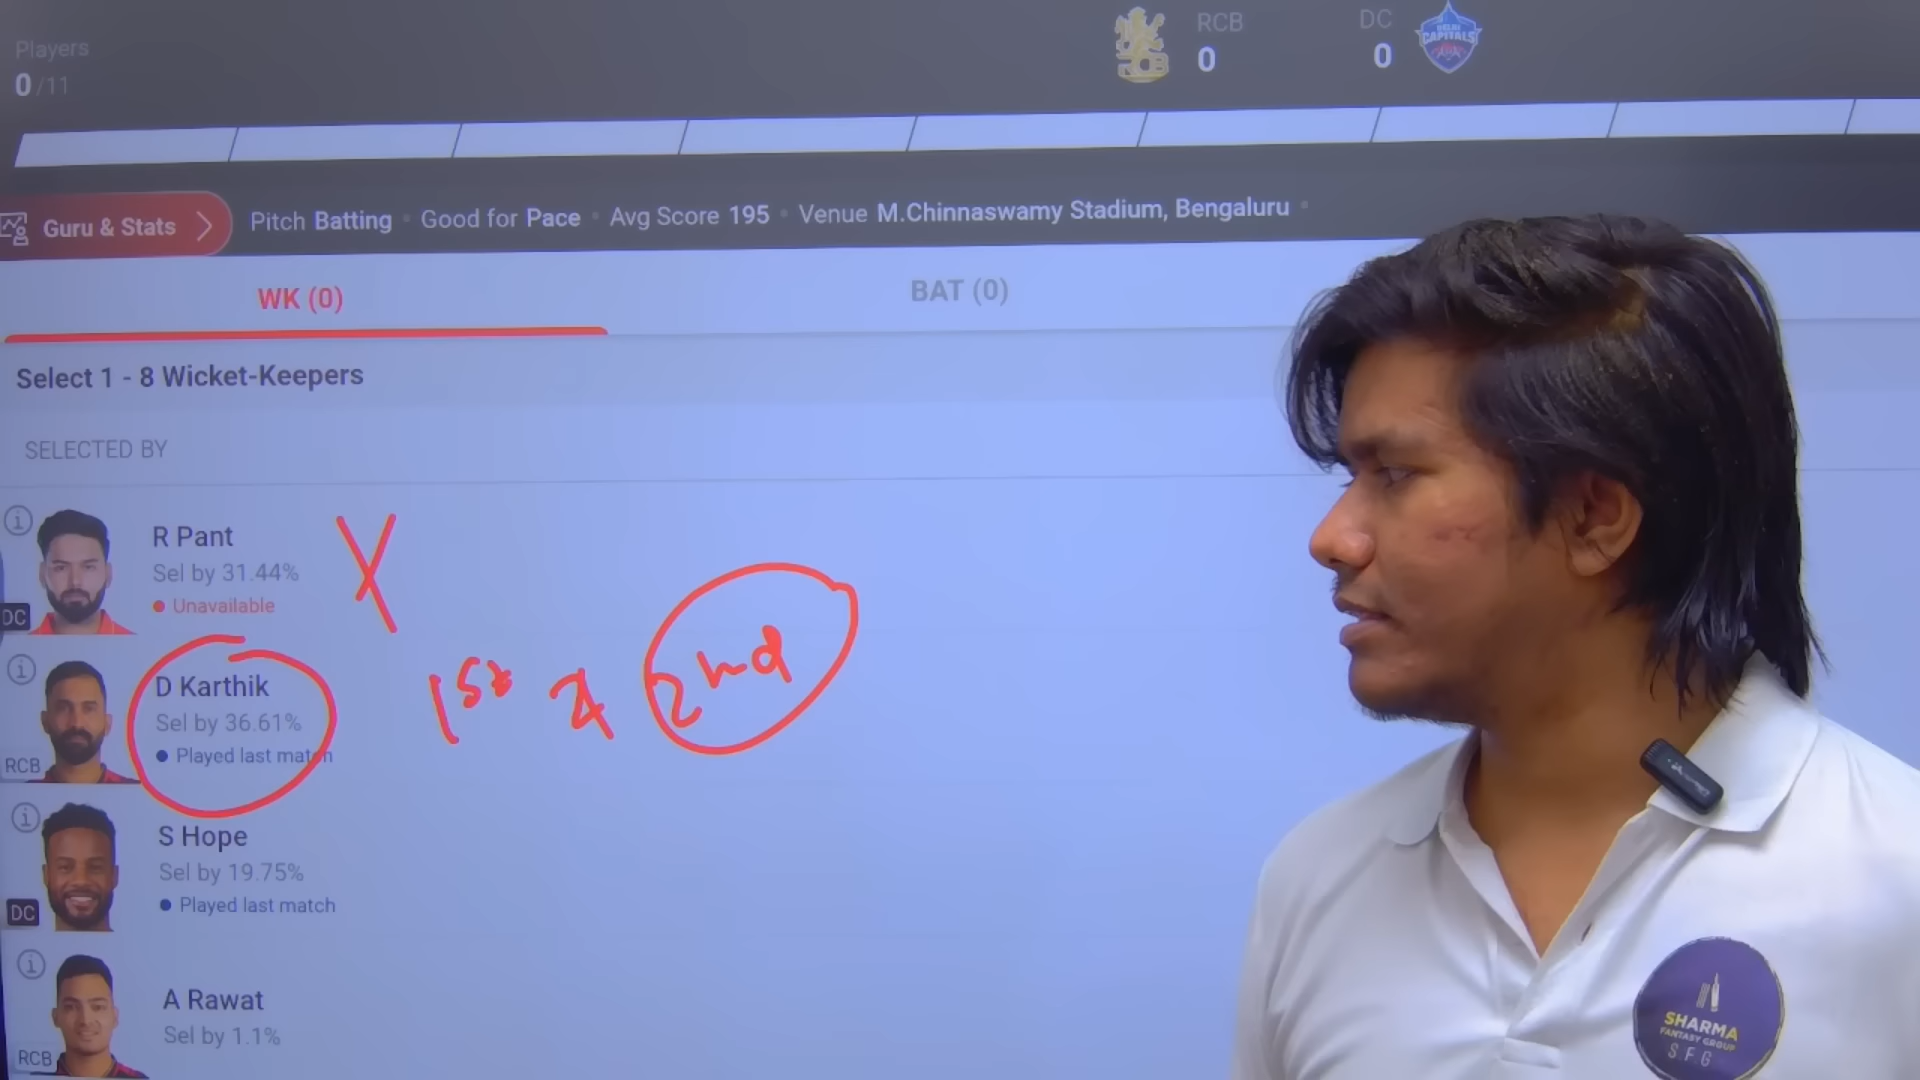 Players
0/11
RCB
0
DC
0
DELHI
CAPITALS
RCB
Guru & Stats
Pitch Batting • Good for Pace • Avg Score 195 • Venue M.Chinnaswamy Stadium, Bengaluru
WK (0)
BAT (0)
Select 1 - 8 Wicket-Keepers
SELECTED BY
R Pant
Sel by 31.44%
Unavailable
DC
X
D Karthik
Sel by 36.61%
Played last match
RCB
1st
2nd
S Hope
Sel by 19.75%
Played last match
DC
A Rawat
Sel by 1.1%
RCB
SHARMA
FANTASY GROUP
SFG